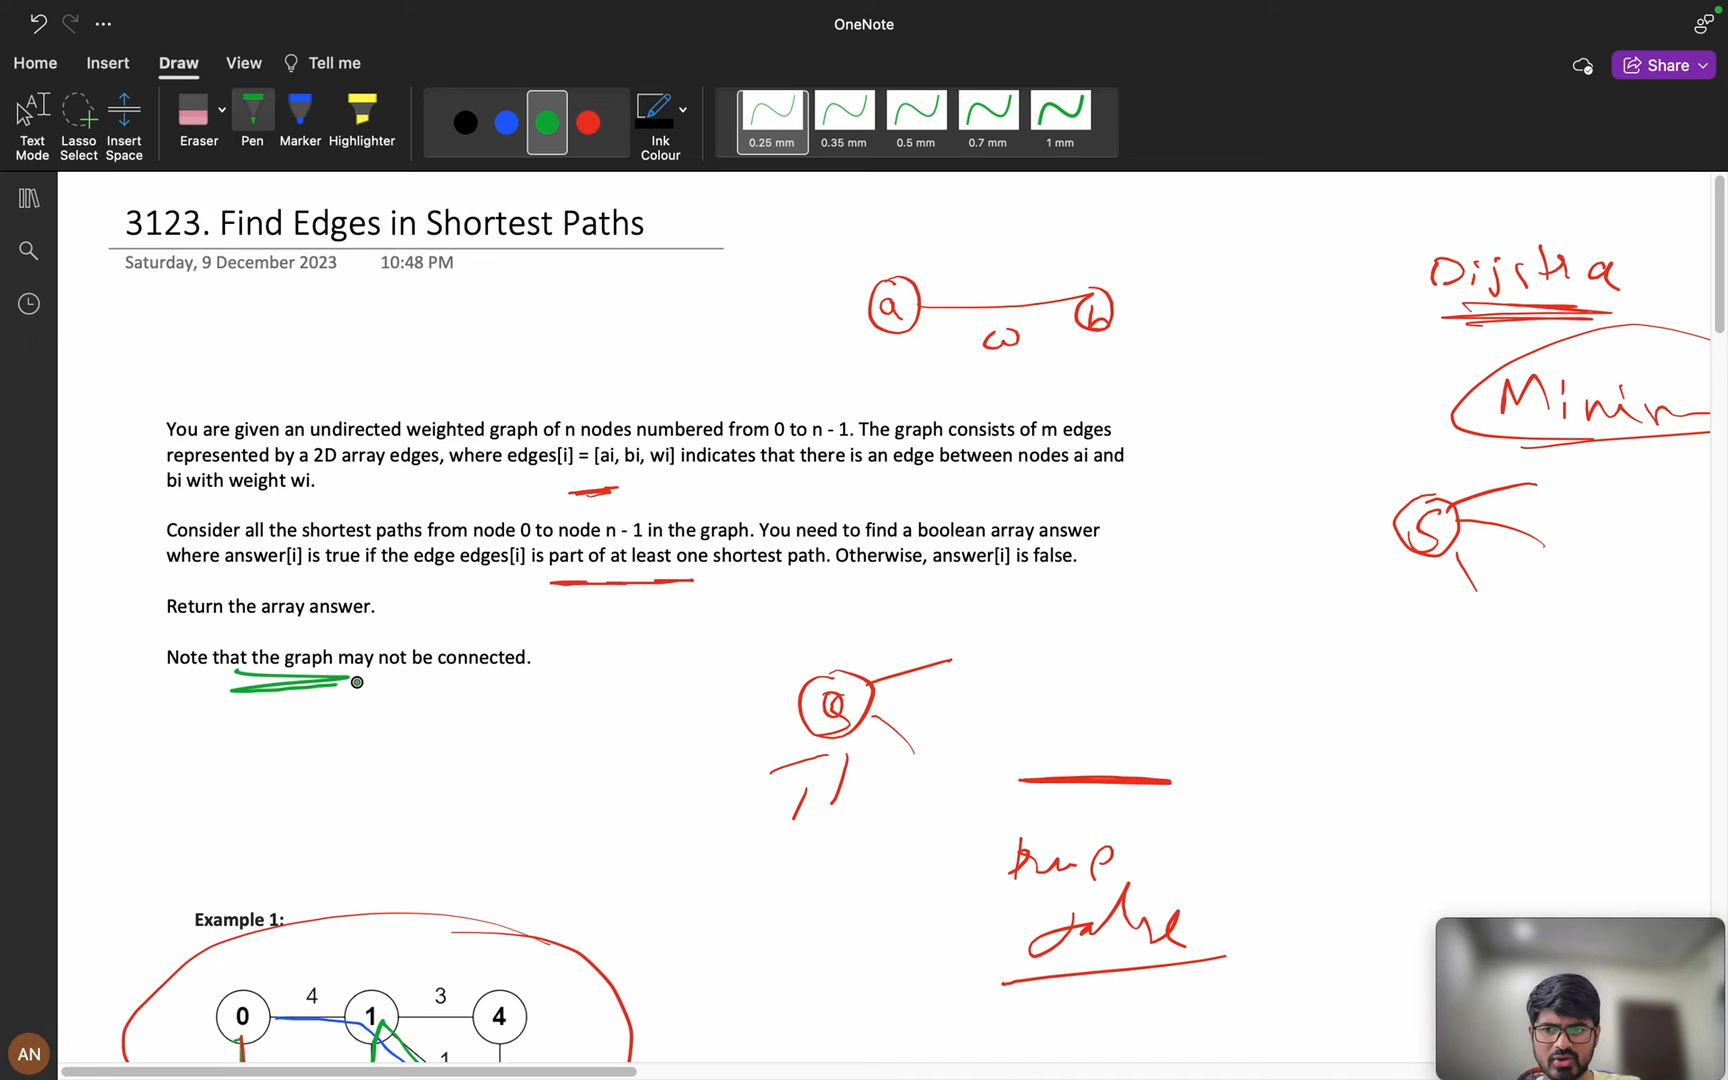 OneNote
Home Insert Draw View Tell me
Share
Text Mode
Lasso Select
Insert Space
Eraser
Pen
Marker
Highlighter
Ink Colour
0.25 mm
0.35 mm
0.5 mm
0.7 mm
1 mm
3123. Find Edges in Shortest Paths
Saturday, 9 December 2023 10:48 PM
a b
ω
Dijstra
Minim
S
You are given an undirected weighted graph of n nodes numbered from 0 to n - 1. The graph consists of m edges
represented by a 2D array edges, where edges[i] = [ai, bi, wi] indicates that there is an edge between nodes ai and
bi with weight wi.
Consider all the shortest paths from node 0 to node n - 1 in the graph. You need to find a boolean array answer
where answer[i] is true if the edge edges[i] is part of at least one shortest path. Otherwise, answer[i] is false.
Return the array answer.
Note that the graph may not be connected.
false
Example 1:
0 4 1 3 4
1
AN